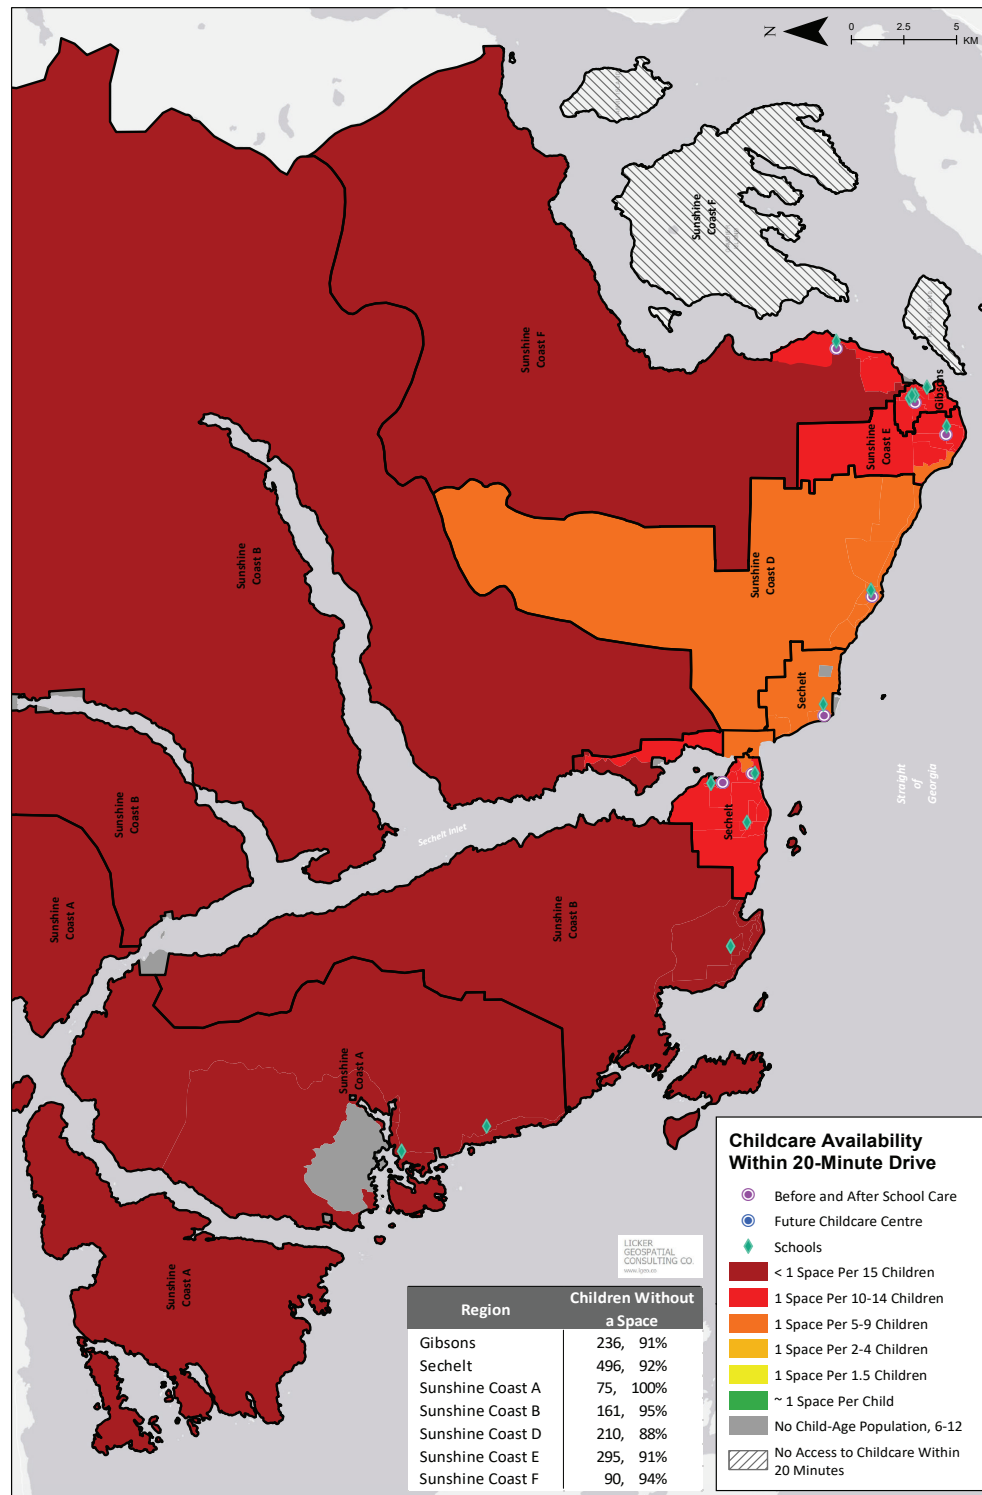 N
0 2.5 5
KM
Sunshine
Coast F
Sunshine
Coast F
Gibsons
Sunshine
Coast E
Sunshine
Coast B
Sunshine
Coast D
Sechelt
Sunshine
Coast B
Sechelt Inlet
Sechelt
Straight
of
Georgia
Sunshine
Coast A
Sunshine
Coast B
Sunshine
Coast A
Sunshine
Coast A
LICKER
GEOSPATIAL
CONSULTING CO.
www.lgeo.co
Region Children Without
a Space
Gibsons 236, 91%
Sechelt 496, 92%
Sunshine Coast A 75, 100%
Sunshine Coast B 161, 95%
Sunshine Coast D 210, 88%
Sunshine Coast E 295, 91%
Sunshine Coast F 90, 94%
Childcare Availability
Within 20-Minute Drive
Before and After School Care
Future Childcare Centre
Schools
< 1 Space Per 15 Children
1 Space Per 10-14 Children
1 Space Per 5-9 Children
1 Space Per 2-4 Children
1 Space Per 1.5 Children
~ 1 Space Per Child
No Child-Age Population, 6-12
No Access to Childcare Within
20 Minutes